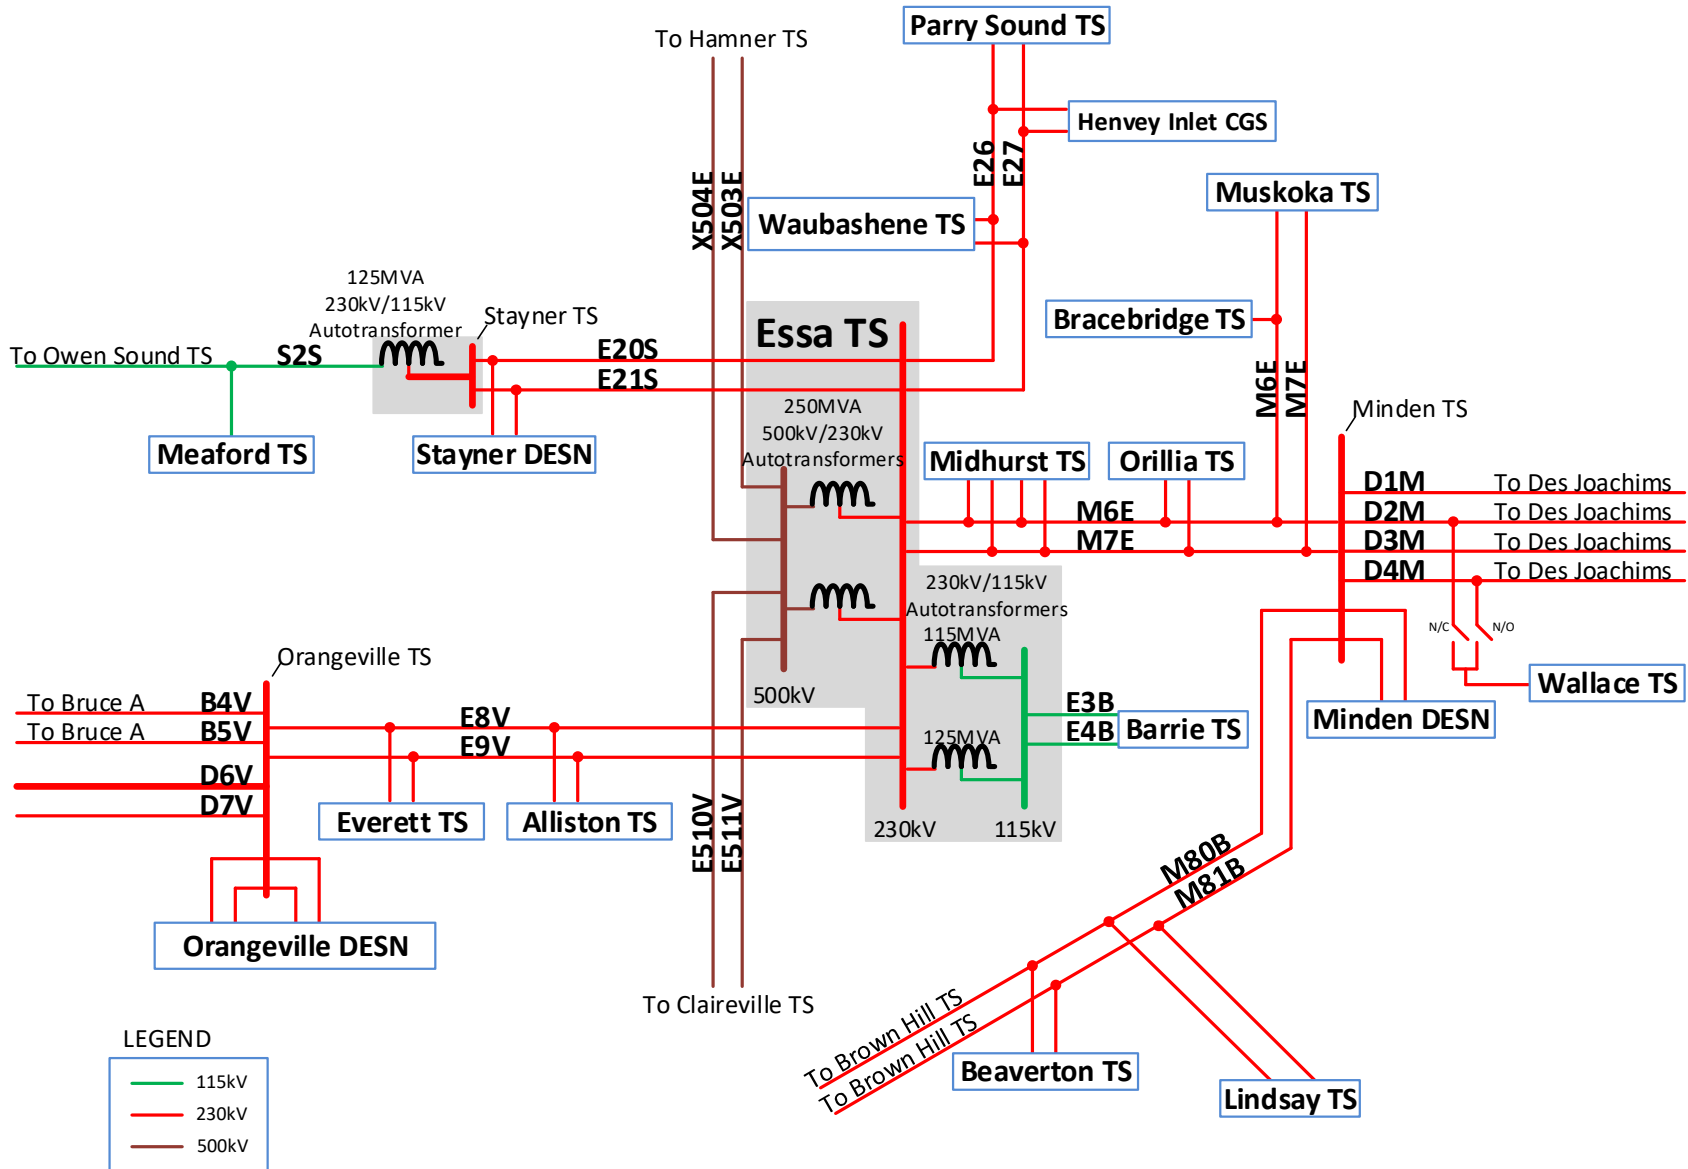 Parry Sound TS
To Hamner TS
Henvey Inlet CGS
E26
E27
X504E
X503E
Muskoka TS
Waubashene TS
125MVA
230kV/115kV
Autotransformer
Stayner TS
Essa TS
Bracebridge TS
To Owen Sound TS
S2S
E20S
E21S
M6E
M7E
250MVA
500kV/230kV
Autotransformers
Minden TS
Meaford TS
Stayner DESN
Midhurst TS
Orillia TS
D1M
To Des Joachims
D2M
To Des Joachims
D3M
To Des Joachims
D4M
To Des Joachims
M6E
M7E
230kV/115kV
Autotransformers
115MVA
N/C
N/O
Orangeville TS
500kV
Wallace TS
To Bruce A
B4V
To Bruce A
B5V
D6V
D7V
E8V
E9V
E3B
E4B
Barrie TS
Minden DESN
125MVA
Everett TS
Alliston TS
E510V
E511V
230kV
115kV
M80B
M81B
Orangeville DESN
To Claireville TS
To Brown Hill TS
To Brown Hill TS
Beaverton TS
Lindsay TS
LEGEND
115kV
230kV
500kV